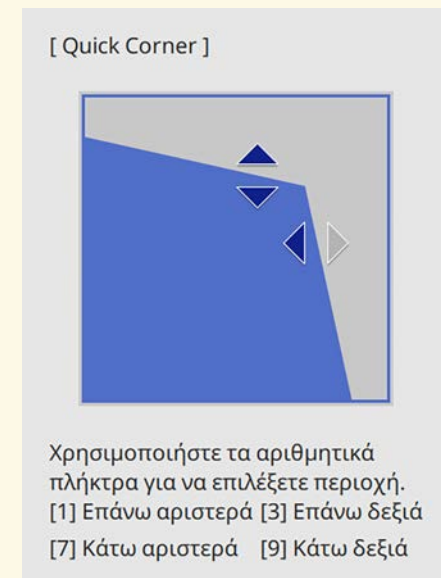 [ Quick Corner ]
Χρησιμοποιήστε τα αριθμητικά
πλήκτρα για να επιλέξετε περιοχή.
[1] Επάνω αριστερά [3] Επάνω δεξιά
[7] Κάτω αριστερά [9] Κάτω δεξιά